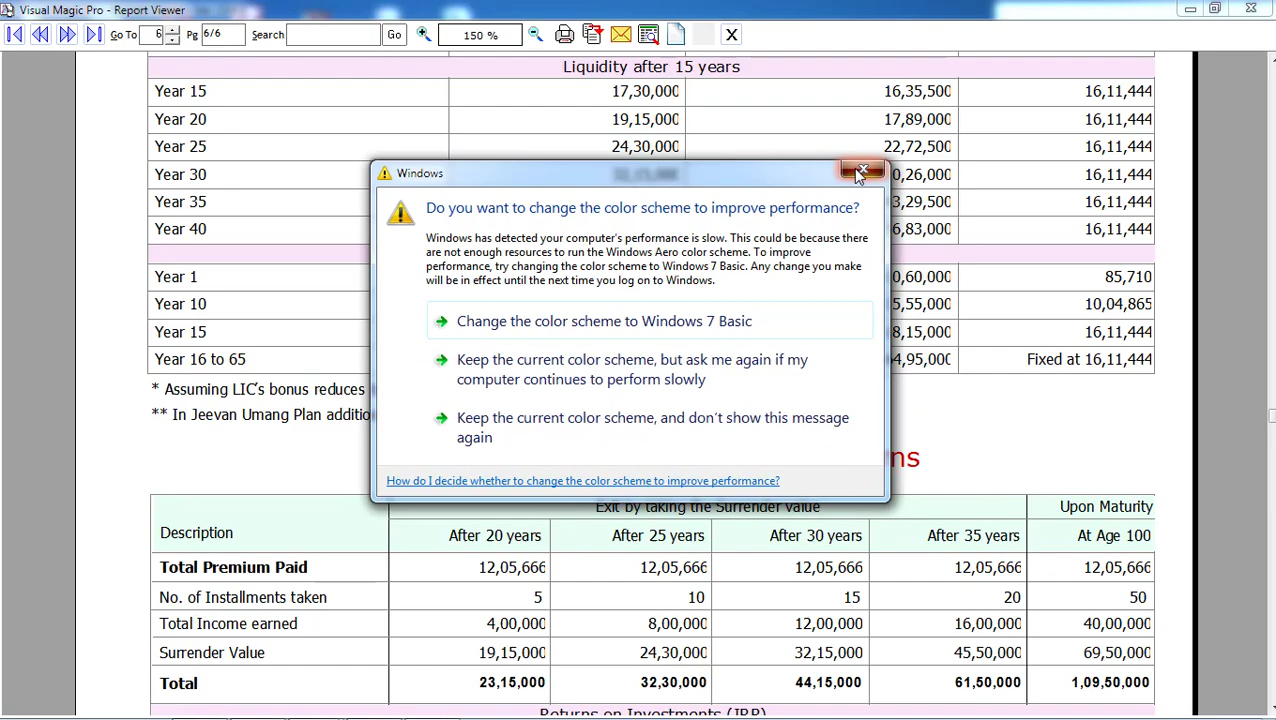 Visual Magic Pro - Report Viewer
Go To 6 Pg 6/6 Search Go 150 % X
Liquidity after 15 years
Year 15 17,30,000 16,35,500 16,11,444
Year 20 19,15,000 17,89,000 16,11,444
Year 25 24,30,000 22,72,500 16,11,444
Year 30 32,15,000 0,26,000 16,11,444
Year 35 3,29,500 16,11,444
Year 40 6,83,000 16,11,444
Year 1 0,60,000 85,710
Year 10 5,55,000 10,04,865
Year 15 8,15,000 16,11,444
Year 16 to 65 4,95,000 Fixed at 16,11,444
* Assuming LIC's bonus reduces
** In Jeevan Umang Plan additio
ns
Windows
Do you want to change the color scheme to improve performance?
Windows has detected your computer's performance is slow. This could be because there
are not enough resources to run the Windows Aero color scheme. To improve
performance, try changing the color scheme to Windows 7 Basic. Any change you make
will be in effect until the next time you log on to Windows.
Change the color scheme to Windows 7 Basic
Keep the current color scheme, but ask me again if my
computer continues to perform slowly
Keep the current color scheme, and don't show this message
again
How do I decide whether to change the color scheme to improve performance?
Exit by taking the Surrender Value Upon Maturity
Description After 20 years After 25 years After 30 years After 35 years At Age 100
Total Premium Paid 12,05,666 12,05,666 12,05,666 12,05,666 12,05,666
No. of Installments taken 5 10 15 20 50
Total Income earned 4,00,000 8,00,000 12,00,000 16,00,000 40,00,000
Surrender Value 19,15,000 24,30,000 32,15,000 45,50,000 69,50,000
Total 23,15,000 32,30,000 44,15,000 61,50,000 1,09,50,000
Returns on Investments (IRR)